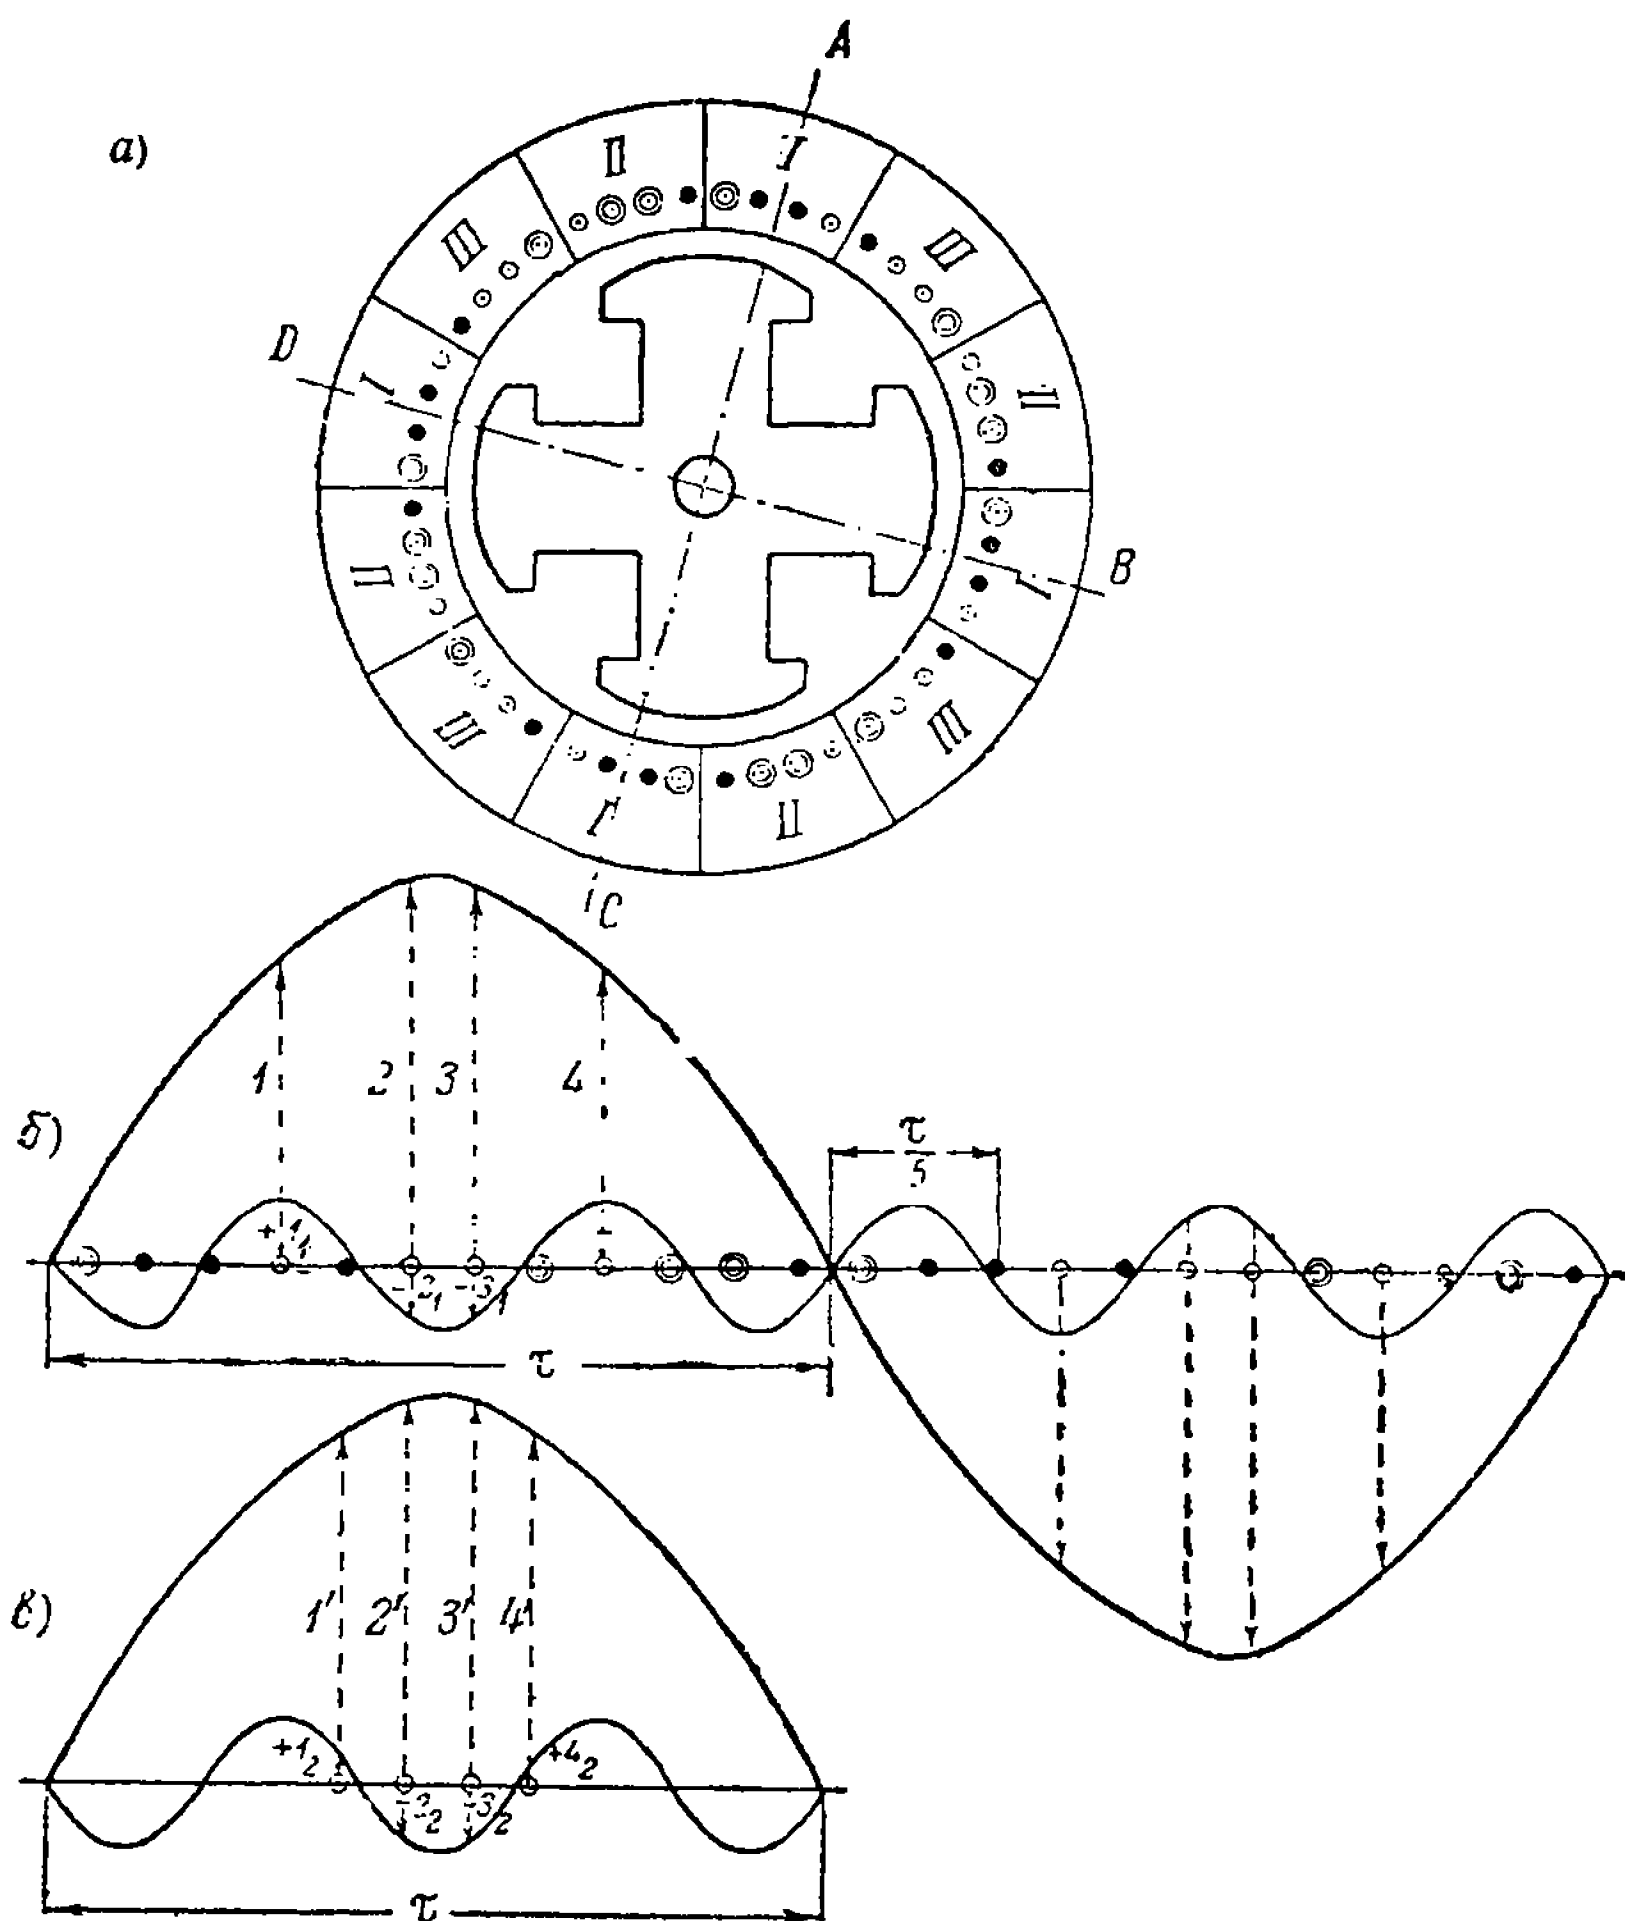 A
а)
II I
III III
D
I II
II I B
III III
I II
C
1 2 3 4
б)
τ/5
+1₁ -2₁ -3₁
τ
в)
1' 2' 3' 4'
+1₂ +4₂
-2₂ -3₂
τ